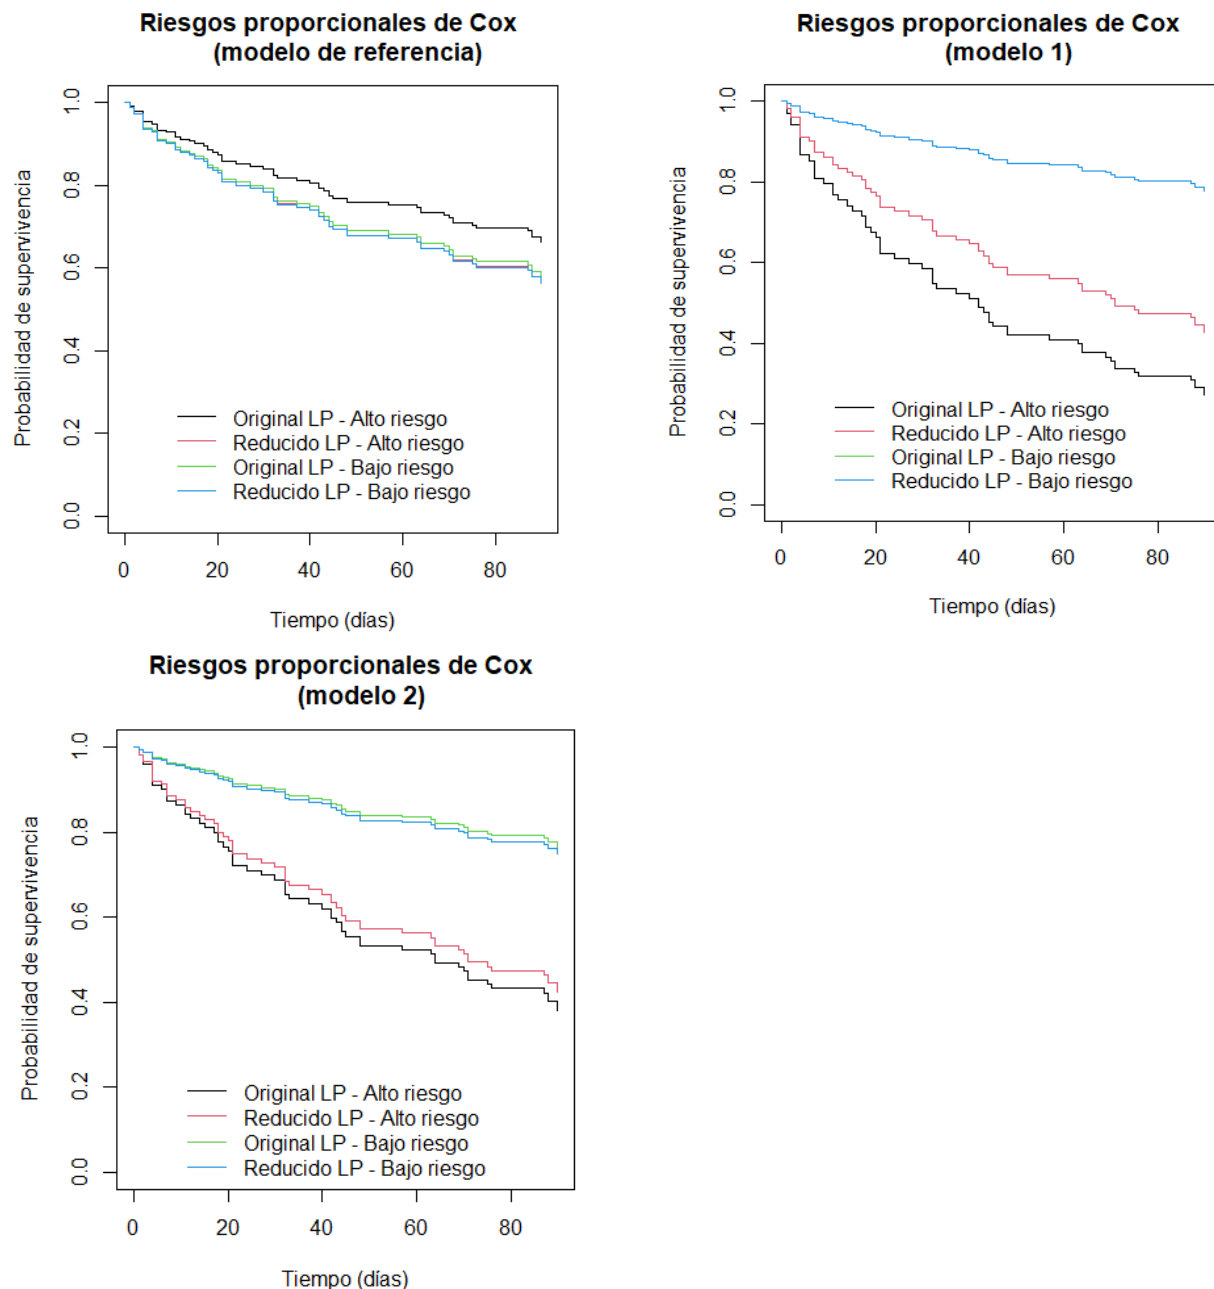 Riesgos proporcionales de Cox
(modelo de referencia)
Probabilidad de supervivencia
1.0
0.8
0.6
0.4
0.2
0.0
Original LP - Alto riesgo
Reducido LP - Alto riesgo
Original LP - Bajo riesgo
Reducido LP - Bajo riesgo
0 20 40 60 80
Tiempo (días)
Riesgos proporcionales de Cox
(modelo 1)
Probabilidad de supervivencia
1.0
0.8
0.6
0.4
0.2
0.0
Original LP - Alto riesgo
Reducido LP - Alto riesgo
Original LP - Bajo riesgo
Reducido LP - Bajo riesgo
0 20 40 60 80
Tiempo (días)
Riesgos proporcionales de Cox
(modelo 2)
Probabilidad de supervivencia
1.0
0.8
0.6
0.4
0.2
0.0
Original LP - Alto riesgo
Reducido LP - Alto riesgo
Original LP - Bajo riesgo
Reducido LP - Bajo riesgo
0 20 40 60 80
Tiempo (días)